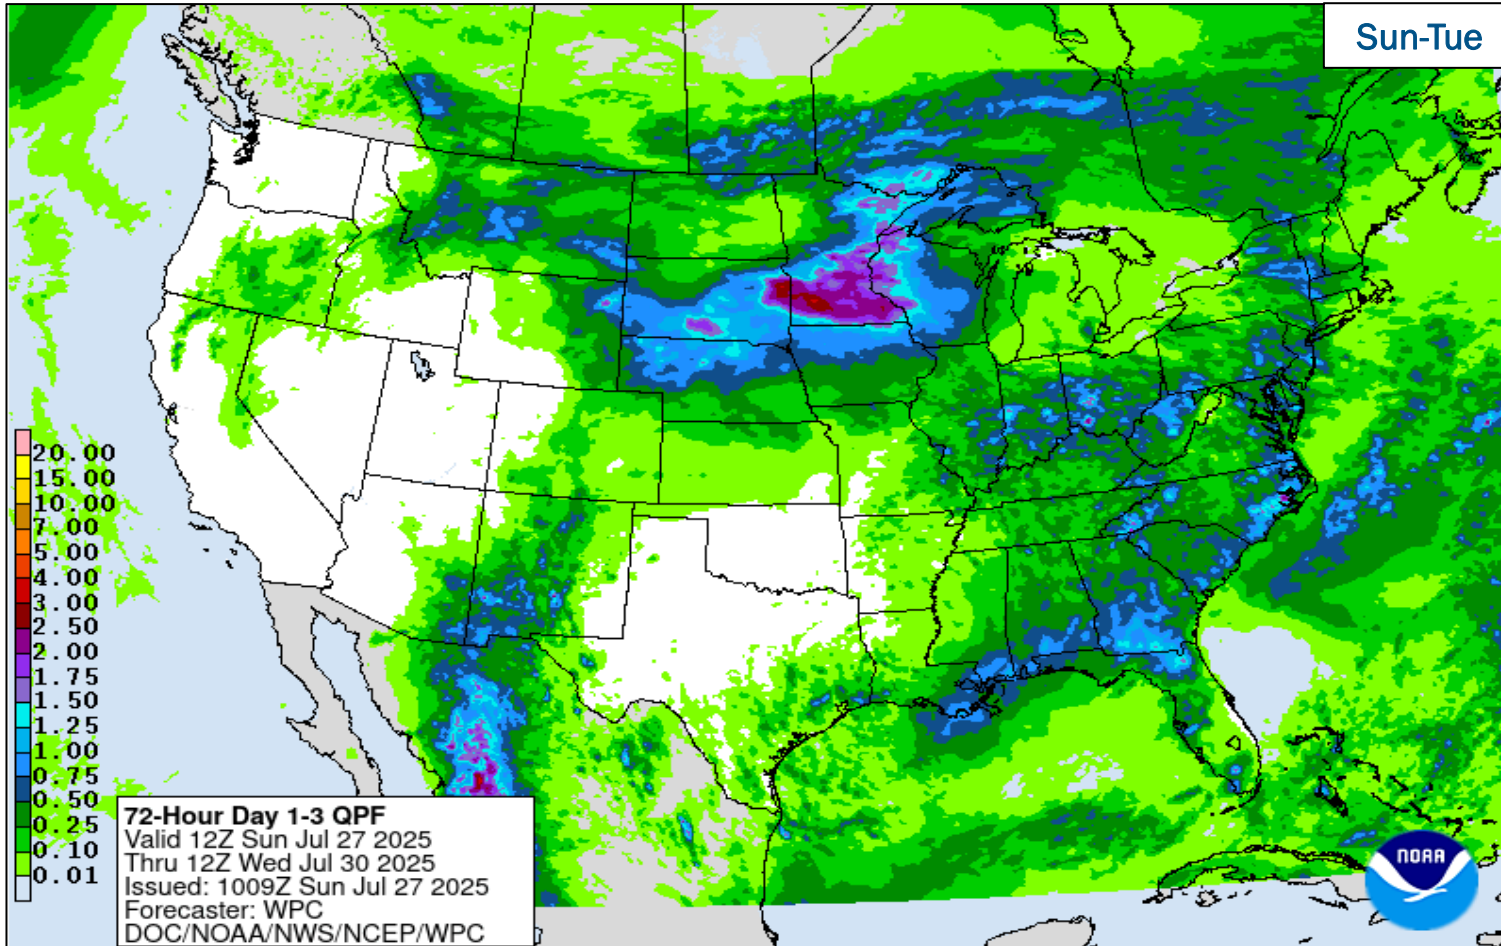 Sun-Tue
20.00
15.00
10.00
7.00
5.00
4.00
3.00
2.50
2.00
1.75
1.50
1.25
1.00
0.75
0.50
0.25
0.10
0.01
72-Hour Day 1-3 QPF
Valid 12Z Sun Jul 27 2025
Thru 12Z Wed Jul 30 2025
Issued: 1009Z Sun Jul 27 2025
Forecaster: WPC
DOC/NOAA/NWS/NCEP/WPC
NOAA